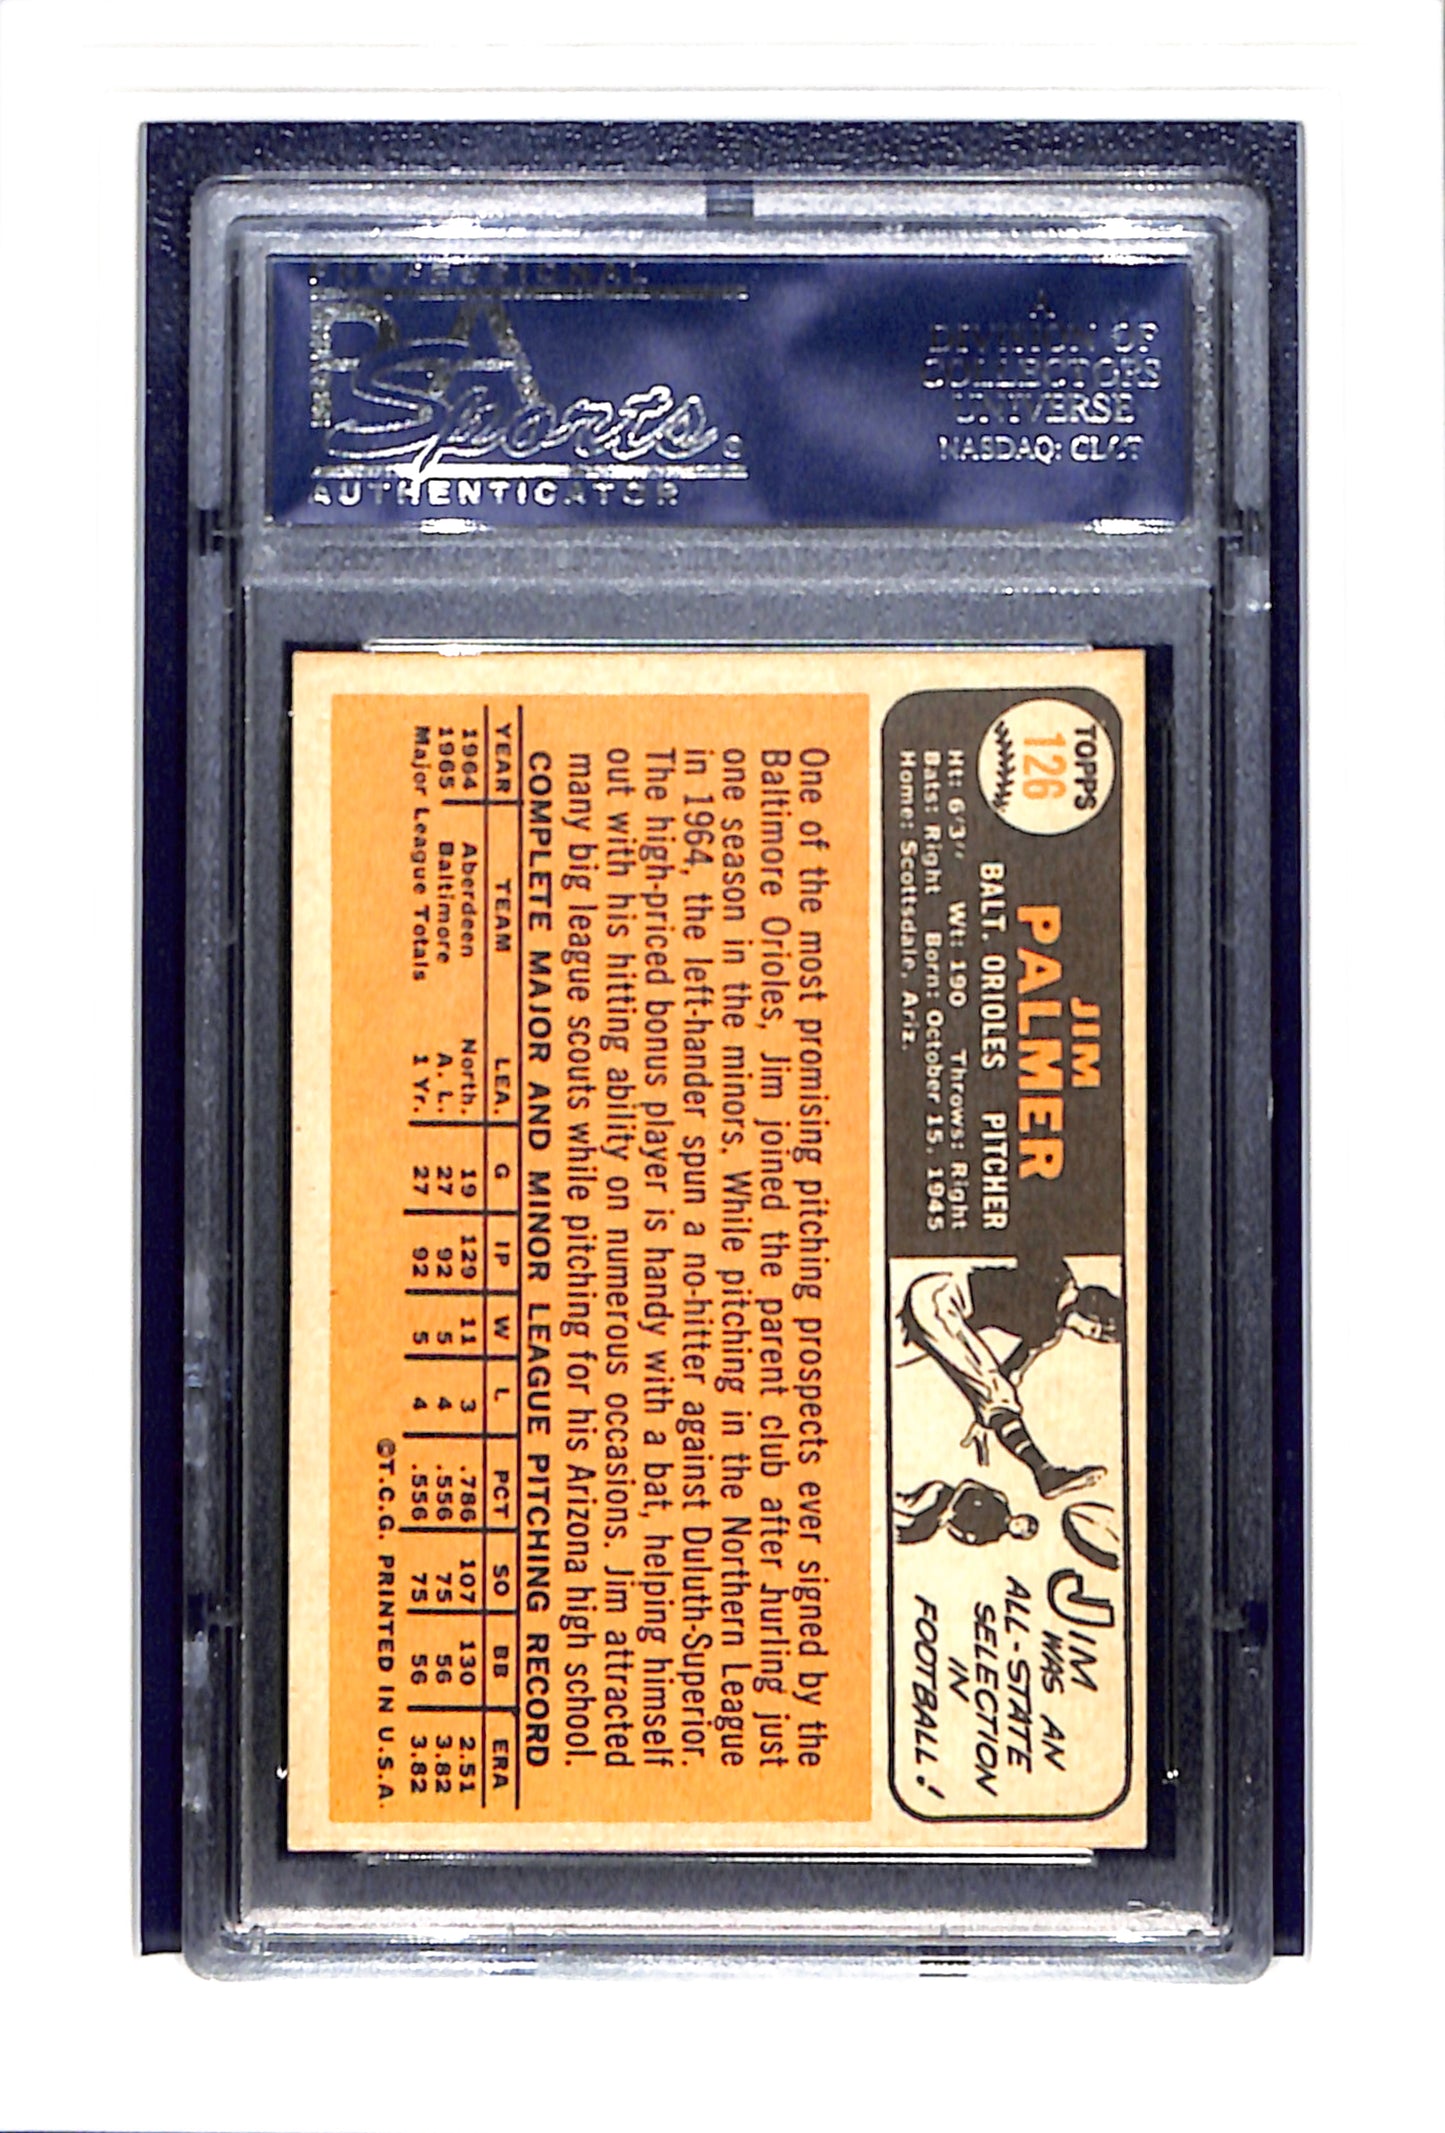 PROFESSIONAL
PSA
Sports
AUTHENTICATOR
A
DIVISION OF
COLLECTORS
UNIVERSE
NASDAQ: CLCT
TOPPS
126
JIM
PALMER
BALT. ORIOLES PITCHER
Ht: 6'3'' Wt: 190 Throws: Right
Bats: Right Born: October 15, 1945
Home: Scottsdale, Ariz.
JIM
WAS AN
ALL-STATE
SELECTION
IN
FOOTBALL!
One of the most promising pitching prospects ever signed by the
Baltimore Orioles, Jim joined the parent club after hurling just
one season in the minors. While pitching in the Northern League
in 1964, the left-hander spun a no-hitter against Duluth-Superior.
The high-priced bonus player is handy with a bat, helping himself
out with his hitting ability on numerous occasions. Jim attracted
many big league scouts while pitching for his Arizona high school.
COMPLETE MAJOR AND MINOR LEAGUE PITCHING RECORD
YEAR TEAM LEA. G IP W L PCT SO BB ERA
1964 Aberdeen North. 19 129 11 3 .786 107 130 2.51
1965 Baltimore A. L. 27 92 5 4 .556 75 56 3.82
Major League Totals 1 Yr. 27 92 5 4 .556 75 56 3.82
©T.C.G. PRINTED IN U.S.A.